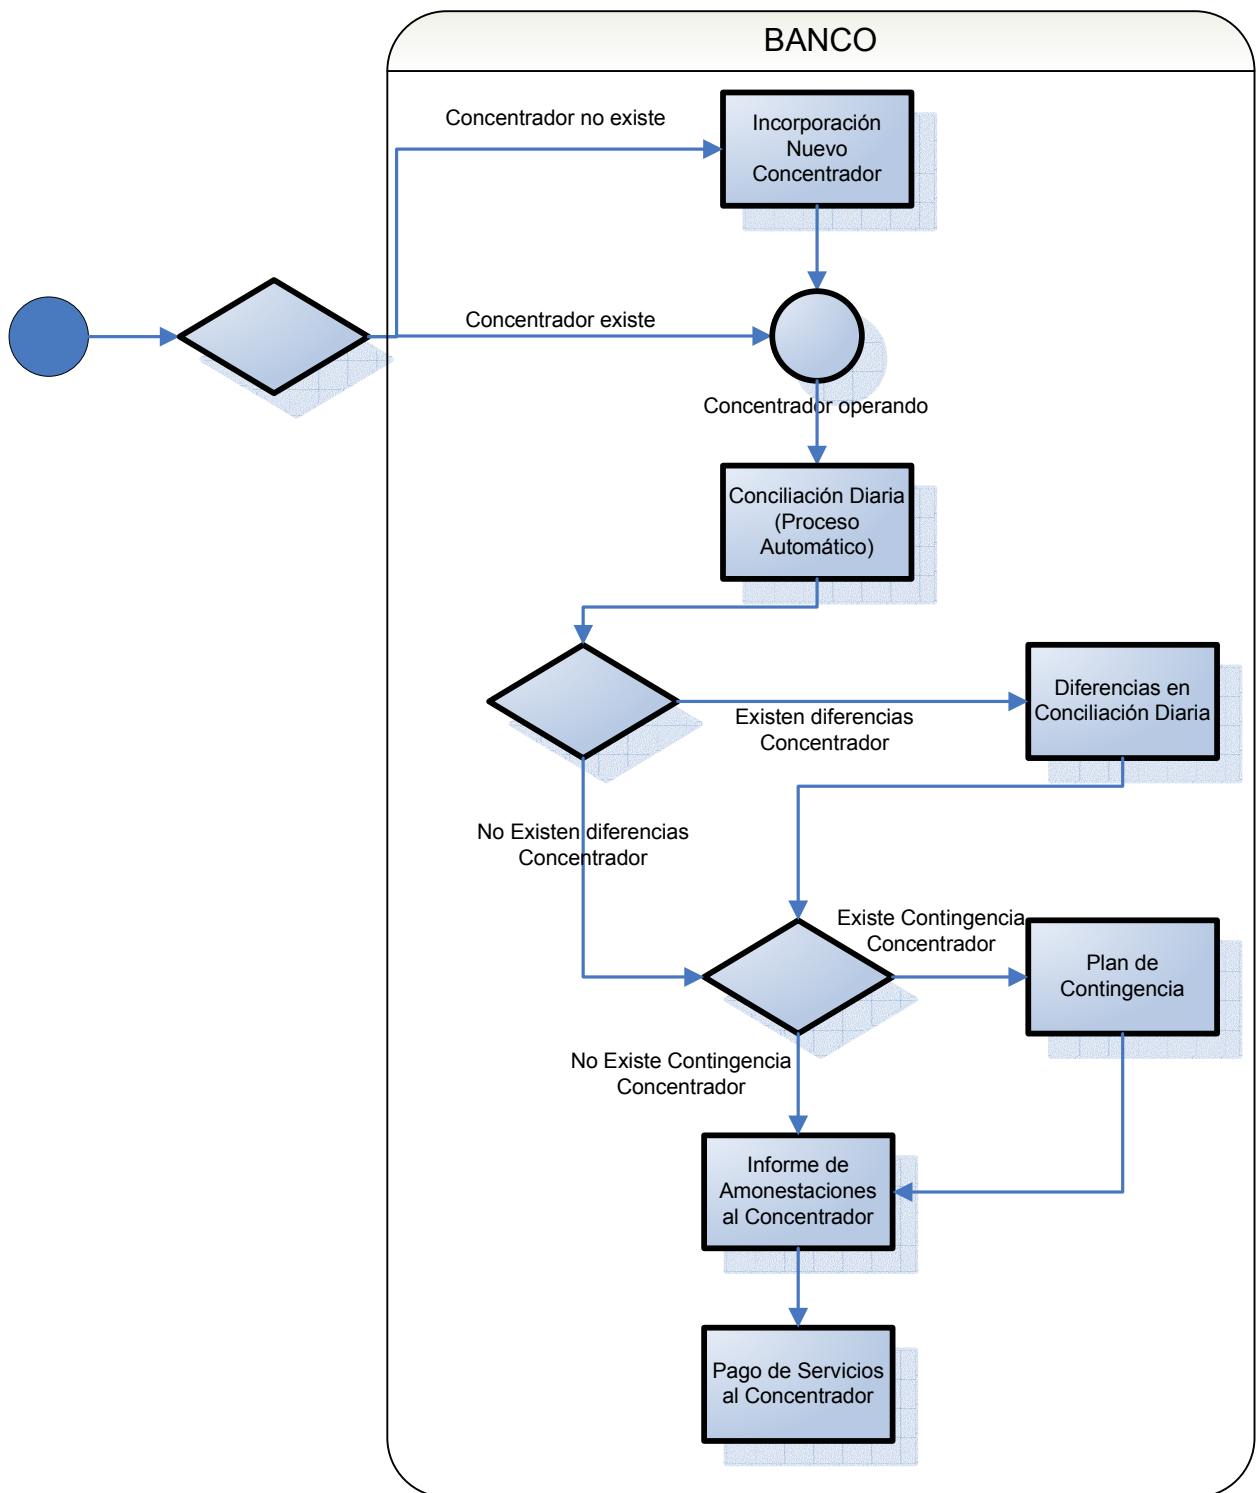 BANCO
Concentrador no existe
Incorporación
Nuevo
Concentrador
Concentrador existe
Concentrador operando
Conciliación Diaria
(Proceso
Automático)
Existen diferencias
Concentrador
Diferencias en
Conciliación Diaria
No Existen diferencias
Concentrador
Existe Contingencia
Concentrador
Plan de
Contingencia
No Existe Contingencia
Concentrador
Informe de
Amonestaciones
al Concentrador
Pago de Servicios
al Concentrador